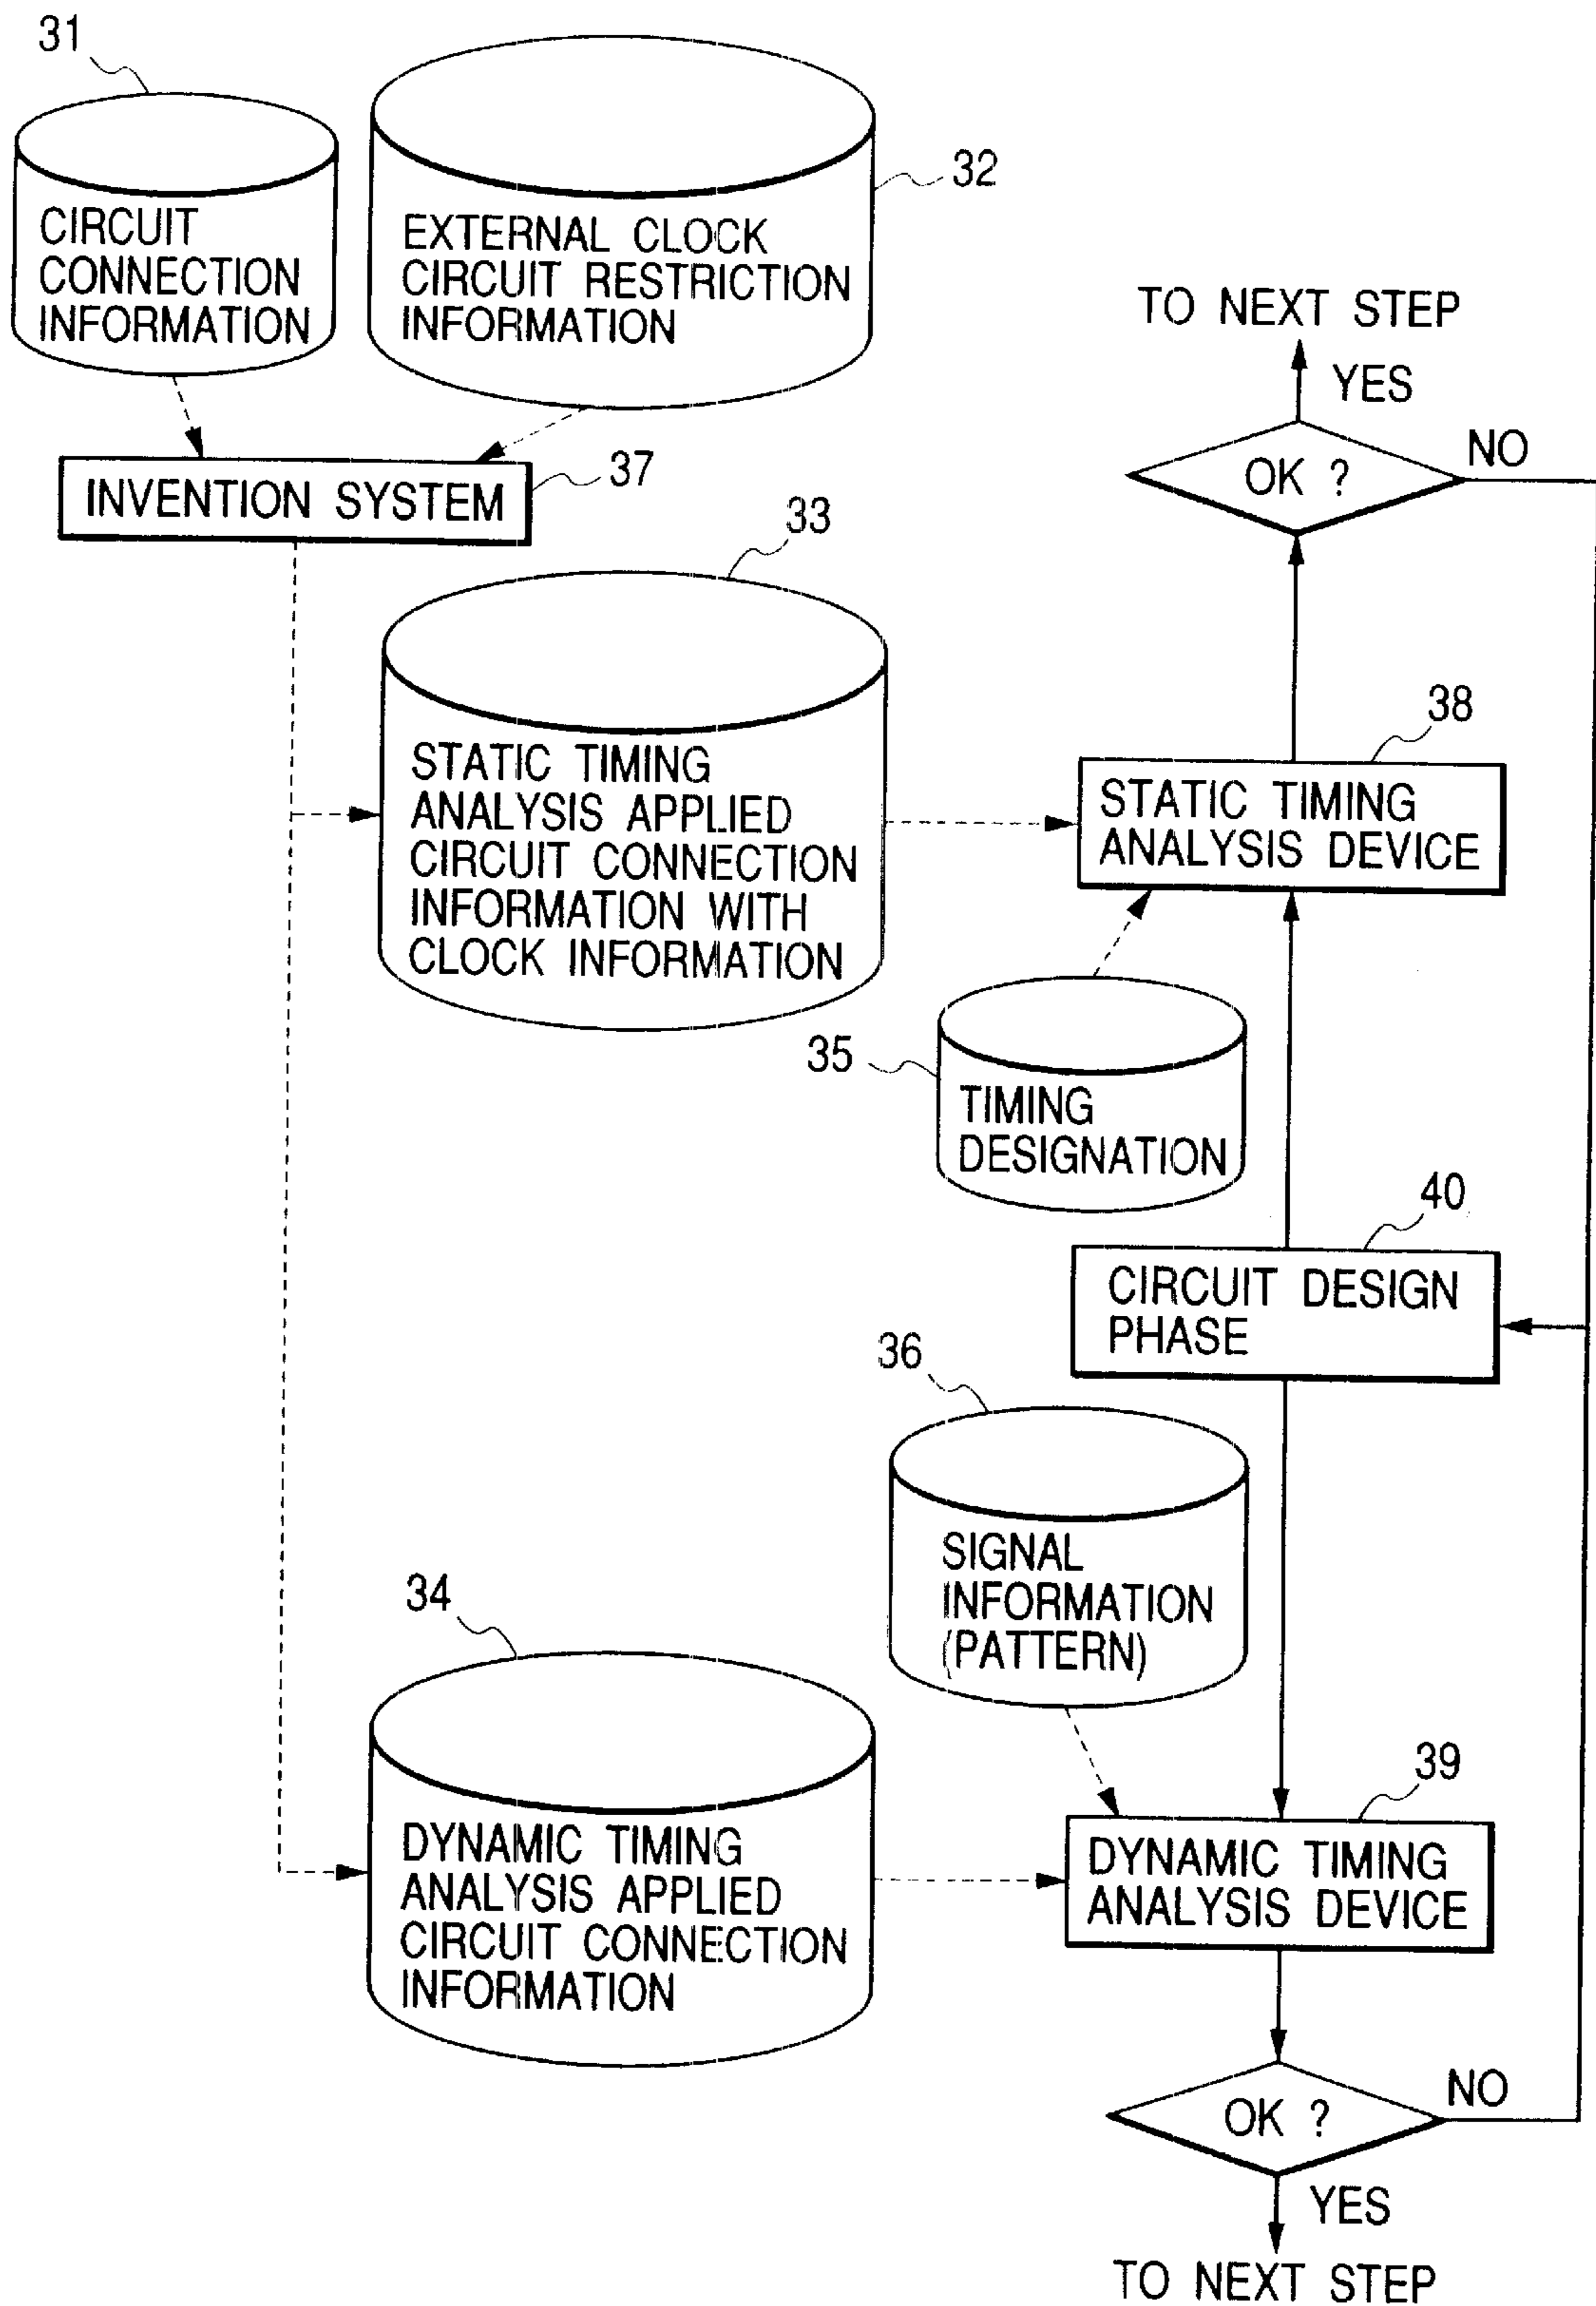 31
CIRCUIT
CONNECTION
INFORMATION
32
EXTERNAL CLOCK
CIRCUIT RESTRICTION
INFORMATION
TO NEXT STEP
YES
OK ?
NO
INVENTION SYSTEM
37
33
STATIC TIMING
ANALYSIS APPLIED
CIRCUIT CONNECTION
INFORMATION WITH
CLOCK INFORMATION
38
STATIC TIMING
ANALYSIS DEVICE
35
TIMING
DESIGNATION
40
CIRCUIT DESIGN
PHASE
36
SIGNAL
INFORMATION
(PATTERN)
34
DYNAMIC TIMING
ANALYSIS APPLIED
CIRCUIT CONNECTION
INFORMATION
39
DYNAMIC TIMING
ANALYSIS DEVICE
OK ?
NO
YES
TO NEXT STEP